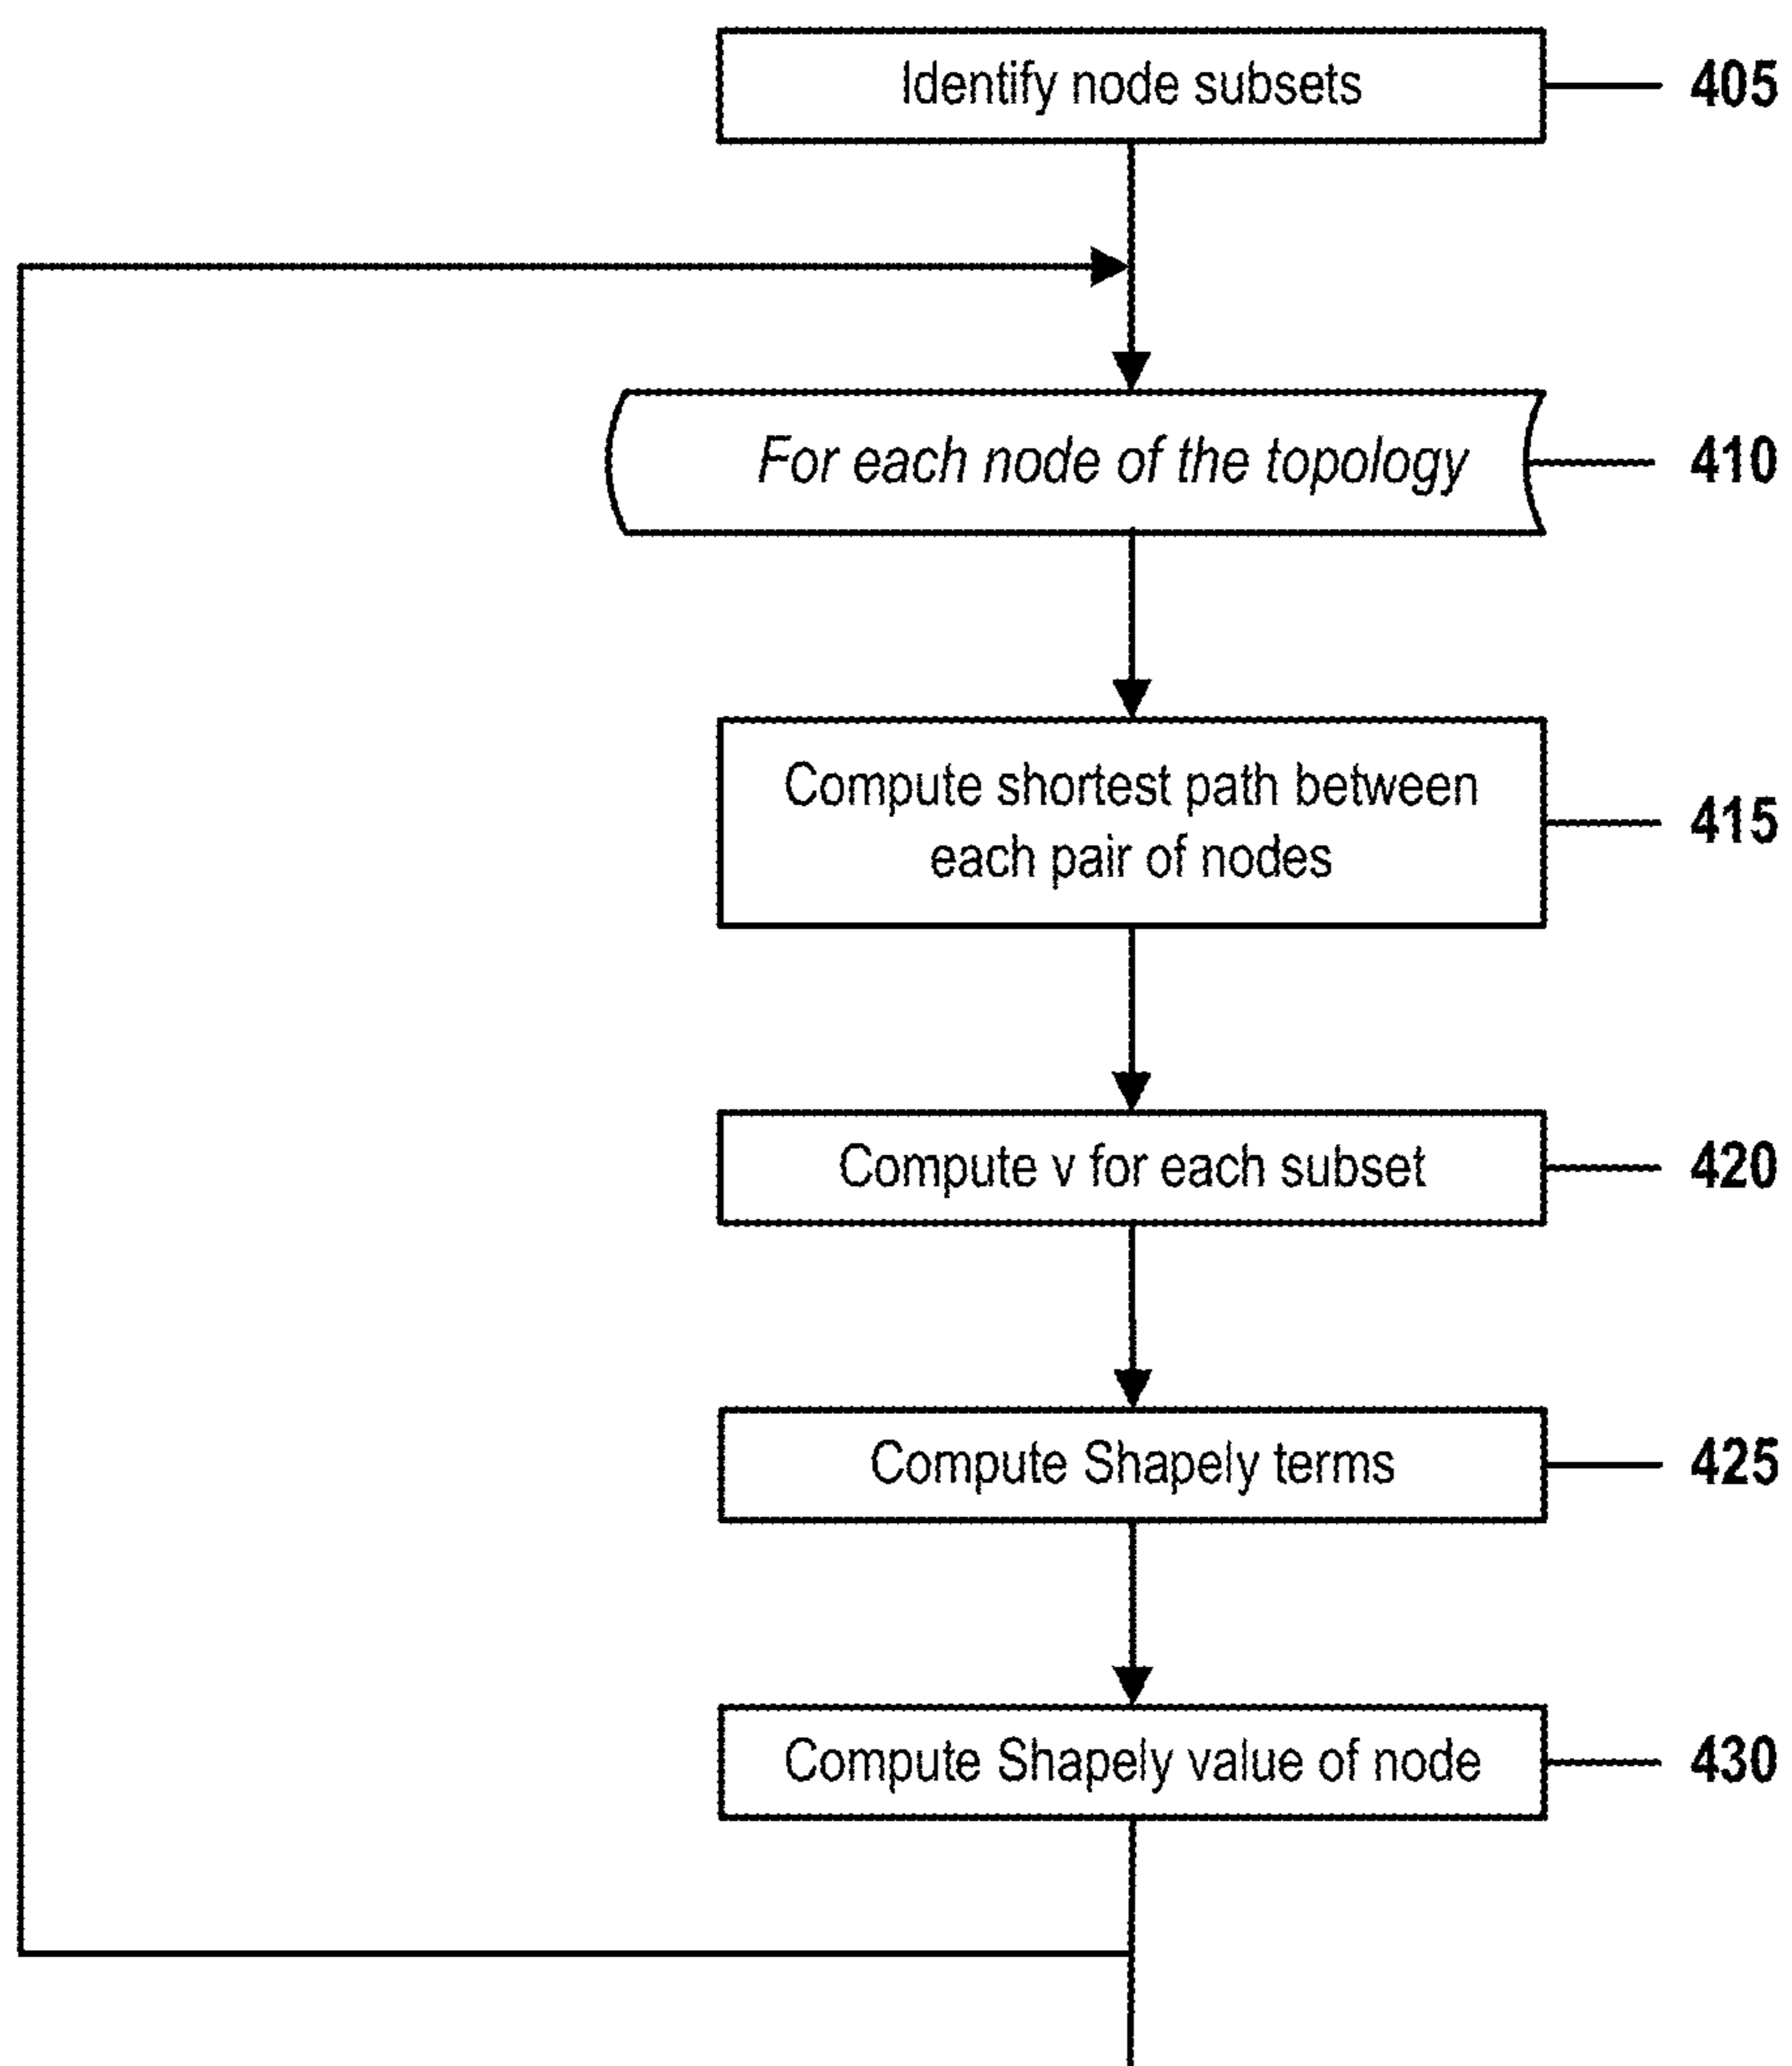 Identify node subsets
405
For each node of the topology
410
Compute shortest path between
each pair of nodes
415
Compute v for each subset
420
Compute Shapely terms
425
Compute Shapely value of node
430